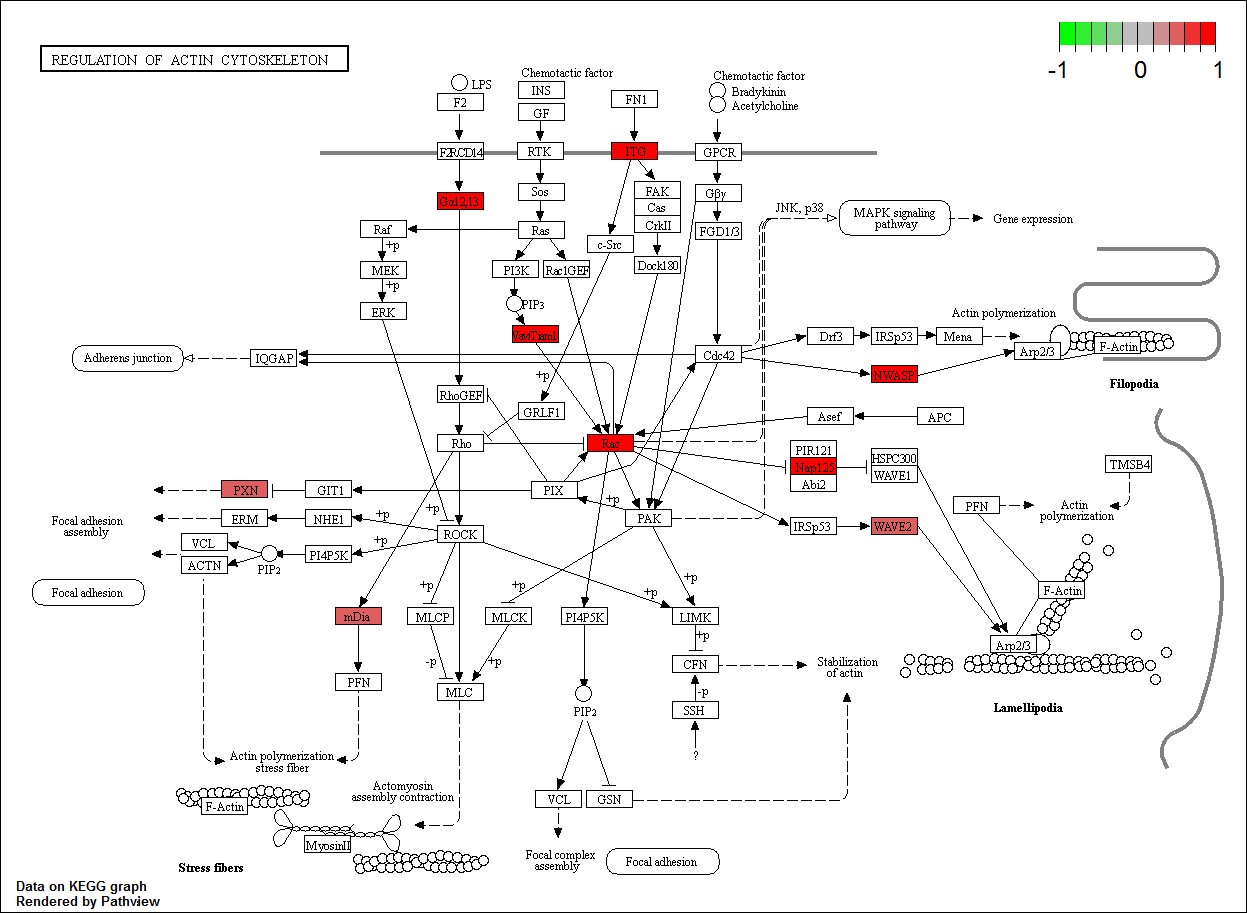 REGULATION OF ACTIN CYTOSKELETON
-1 0 1
Chemotactic factor
LPS
F2
INS
GF
FN1
Chemotactic factor
Bradykinin
Acetylcholine
F2R CD14
RTK
ITG
GPCR
Gα12,13
Sos
FAK
Cas
CrkII
Gβγ
JNK, p38
MAPK signaling
pathway
Gene expression
Raf
Ras
c-Src
FGD1/3
+p
MEK
PI3K
Rac1GEF
Dock180
+p
ERK
PIP3
Actin polymerization
Drf3
IRSp53
Mena
Arp2/3
F-Actin
Adherens junction
IQGAP
Cdc42
NWASP
Filopodia
+p
RhoGEF
GRLF1
Asef
APC
Rho
Rac
PIR121
Nap125
Abi2
HSPC300
WAVE1
TMSB4
PXN
GIT1
PIX
PFN
Actin
polymerization
Focal adhesion
assembly
ERM
NHE1
+p
+p
+p
PAK
IRSp53
WAVE2
VCL
ACTN
PIP2
PI4P5K
+p
ROCK
Focal adhesion
+p
+p
+p
+p
F-Actin
mDia
MLCP
MLCK
PI4P5K
LIMK
-p
+p
+p
Arp2/3
PFN
MLC
CFN
Stabilization
of actin
-p
SSH
?
PIP2
Lamellipodia
Actin polymerization
stress fiber
Actomyosin
assembly contraction
F-Actin
VCL
GSN
MyosinII
Stress fibers
Focal complex
assembly
Focal adhesion
Data on KEGG graph
Rendered by Pathview